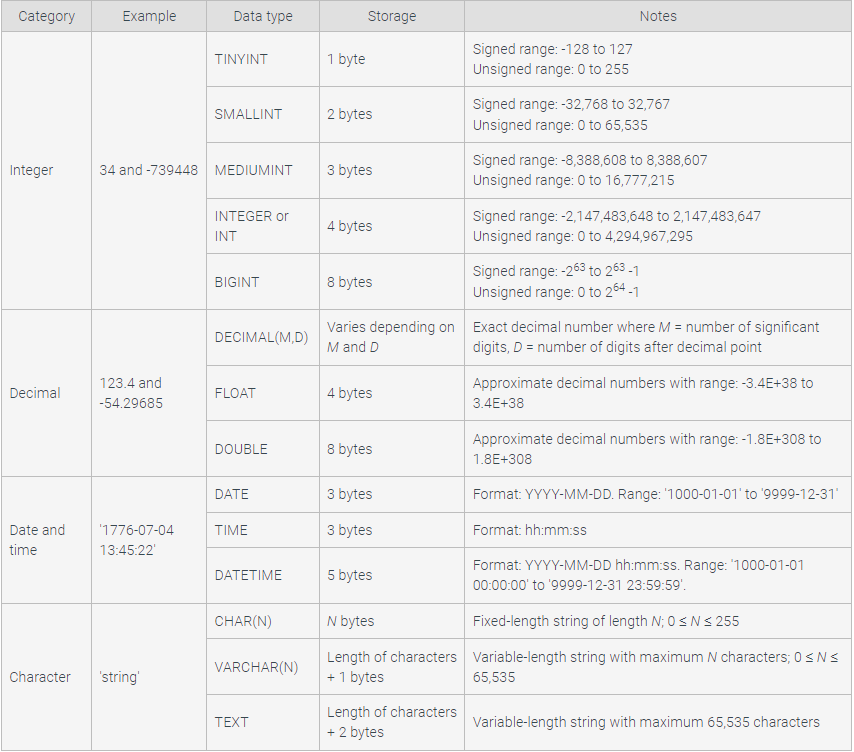 Category Example Data type Storage Notes
Integer
34 and -739448
TINYINT
1 byte
Signed range: -128 to 127
Unsigned range: 0 to 255
SMALLINT
2 bytes
Signed range: -32,768 to 32,767
Unsigned range: 0 to 65,535
MEDIUMINT
3 bytes
Signed range: -8,388,608 to 8,388,607
Unsigned range: 0 to 16,777,215
INTEGER or
INT
4 bytes
Signed range: -2,147,483,648 to 2,147,483,647
Unsigned range: 0 to 4,294,967,295
BIGINT
8 bytes
Signed range: -2⁶³ to 2⁶³ -1
Unsigned range: 0 to 2⁶⁴ -1
Decimal
123.4 and
-54.29685
DECIMAL(M,D)
Varies depending on
M and D
Exact decimal number where M = number of significant
digits, D = number of digits after decimal point
FLOAT
4 bytes
Approximate decimal numbers with range: -3.4E+38 to
3.4E+38
DOUBLE
8 bytes
Approximate decimal numbers with range: -1.8E+308 to
1.8E+308
Date and
time
'1776-07-04
13:45:22'
DATE
3 bytes
Format: YYYY-MM-DD. Range: '1000-01-01' to '9999-12-31'
TIME
3 bytes
Format: hh:mm:ss
DATETIME
5 bytes
Format: YYYY-MM-DD hh:mm:ss. Range: '1000-01-01
00:00:00' to '9999-12-31 23:59:59'.
Character
'string'
CHAR(N)
N bytes
Fixed-length string of length N; 0 ≤ N ≤ 255
VARCHAR(N)
Length of characters
+ 1 bytes
Variable-length string with maximum N characters; 0 ≤ N ≤
65,535
TEXT
Length of characters
+ 2 bytes
Variable-length string with maximum 65,535 characters